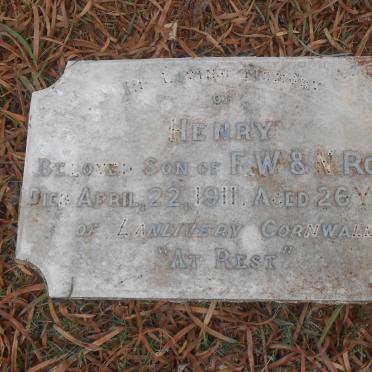 IN LOVING MEMORY
OF
HENRY
BELOVED SON OF F.W & M.RO
DIED APRIL, 22, 1911. AGED 26 Y
OF LANLIVERY CORNWALL
"AT REST"